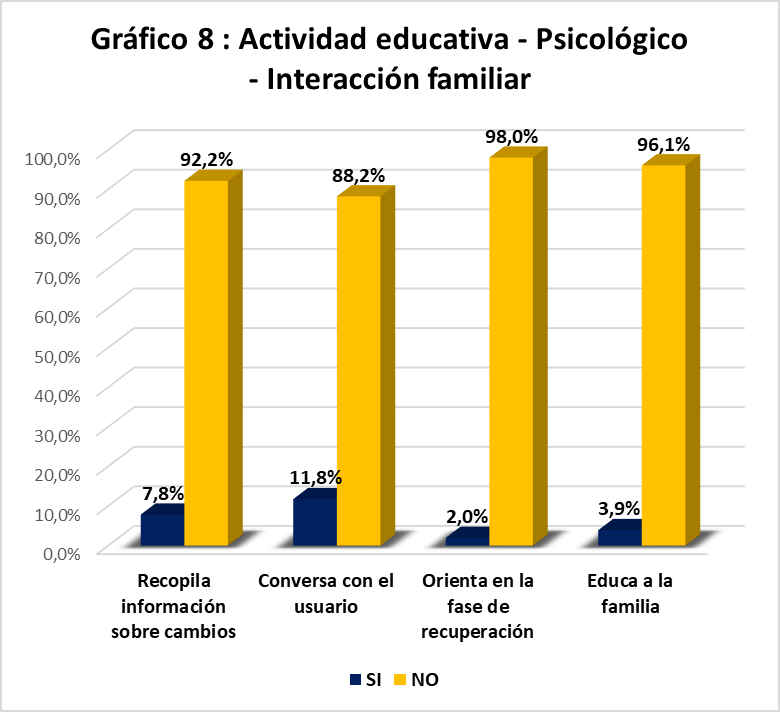 Gráfico 8 : Actividad educativa - Psicológico
- Interacción familiar
100,0%
90,0%
80,0%
70,0%
60,0%
50,0%
40,0%
30,0%
20,0%
10,0%
0,0%
92,2%
88,2%
98,0%
96,1%
7,8%
11,8%
2,0%
3,9%
Recopila
información
sobre cambios
Conversa con el
usuario
Orienta en la
fase de
recuperación
Educa a la
familia
SI
NO